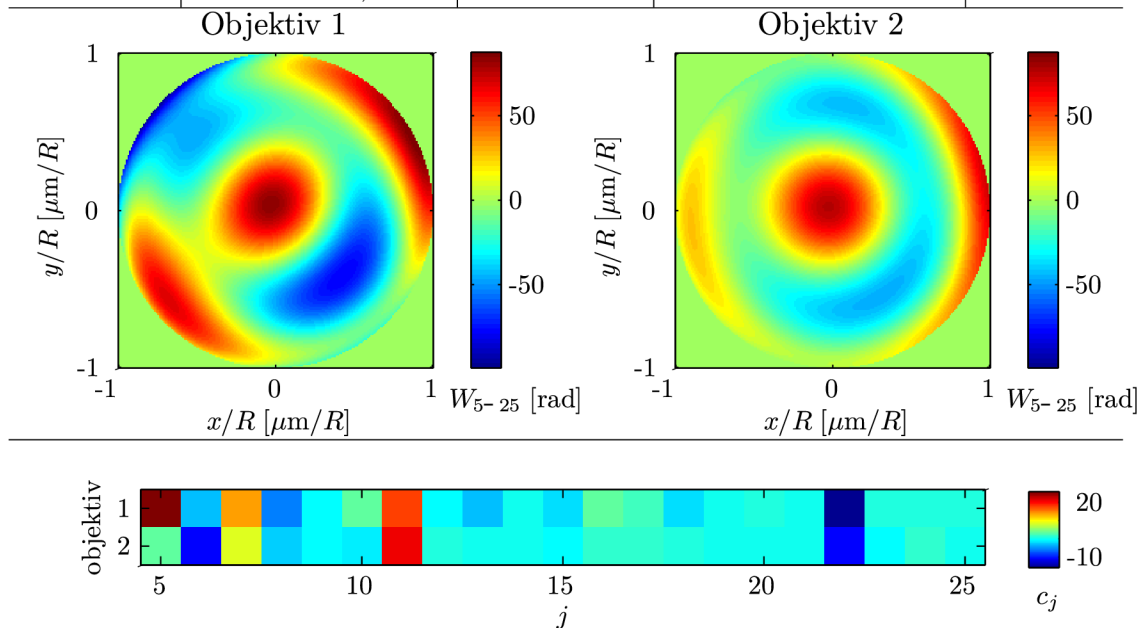 Objektiv 1 Objektiv 2
1 50 0 -50 1 50 0 -50
0 0
-1 -1
y/R [μm/R] y/R [μm/R]
-1 0 1 -1 0 1
W5-25 [rad] W5-25 [rad]
x/R [μm/R] x/R [μm/R]
objektiv
1 20
2 -10
5 10 15 20 25
j cj